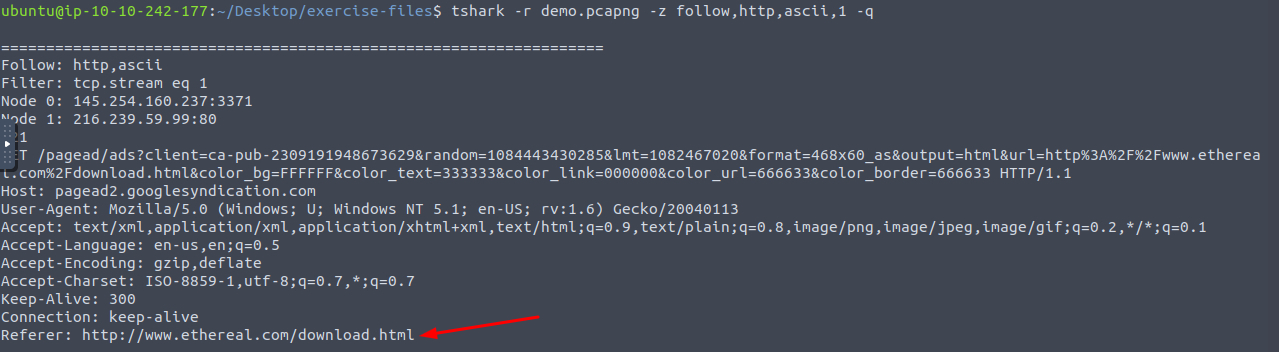 ubuntu@ip-10-10-242-177:~/Desktop/exercise-files$ tshark -r demo.pcapng -z follow,http,ascii,1 -q
===================================================================
Follow: http,ascii
Filter: tcp.stream eq 1
Node 0: 145.254.160.237:3371
Node 1: 216.239.59.99:80
21
ET /pagead/ads?client=ca-pub-2309191948673629&random=1084443430285&lmt=1082467020&format=468x60_as&output=html&url=http%3A%2F%2Fwww.etherea
l.com%2Fdownload.html&color_bg=FFFFFF&color_text=333333&color_link=000000&color_url=666633&color_border=666633 HTTP/1.1
Host: pagead2.googlesyndication.com
User-Agent: Mozilla/5.0 (Windows; U; Windows NT 5.1; en-US; rv:1.6) Gecko/20040113
Accept: text/xml,application/xml,application/xhtml+xml,text/html;q=0.9,text/plain;q=0.8,image/png,image/jpeg,image/gif;q=0.2,*/*;q=0.1
Accept-Language: en-us,en;q=0.5
Accept-Encoding: gzip,deflate
Accept-Charset: ISO-8859-1,utf-8;q=0.7,*;q=0.7
Keep-Alive: 300
Connection: keep-alive
Referer: http://www.ethereal.com/download.html